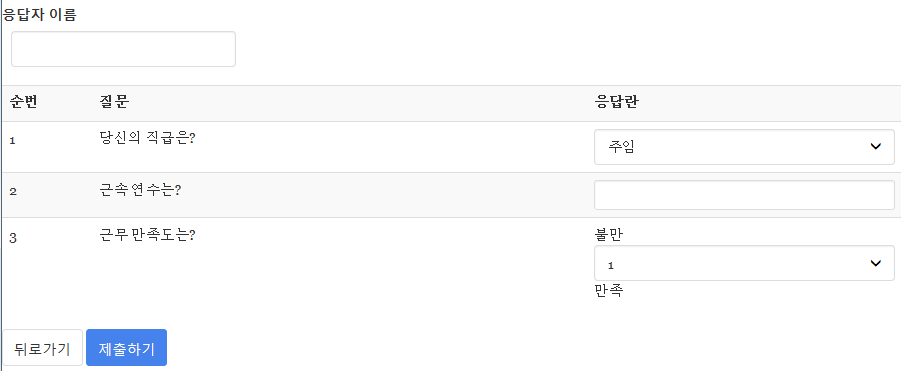 응답자 이름
순번 질문 응답란
1 당신의 직급은? 주임
2 근속 연수는?
3 근무 만족도는? 불만
1
만족
뒤로가기 제출하기